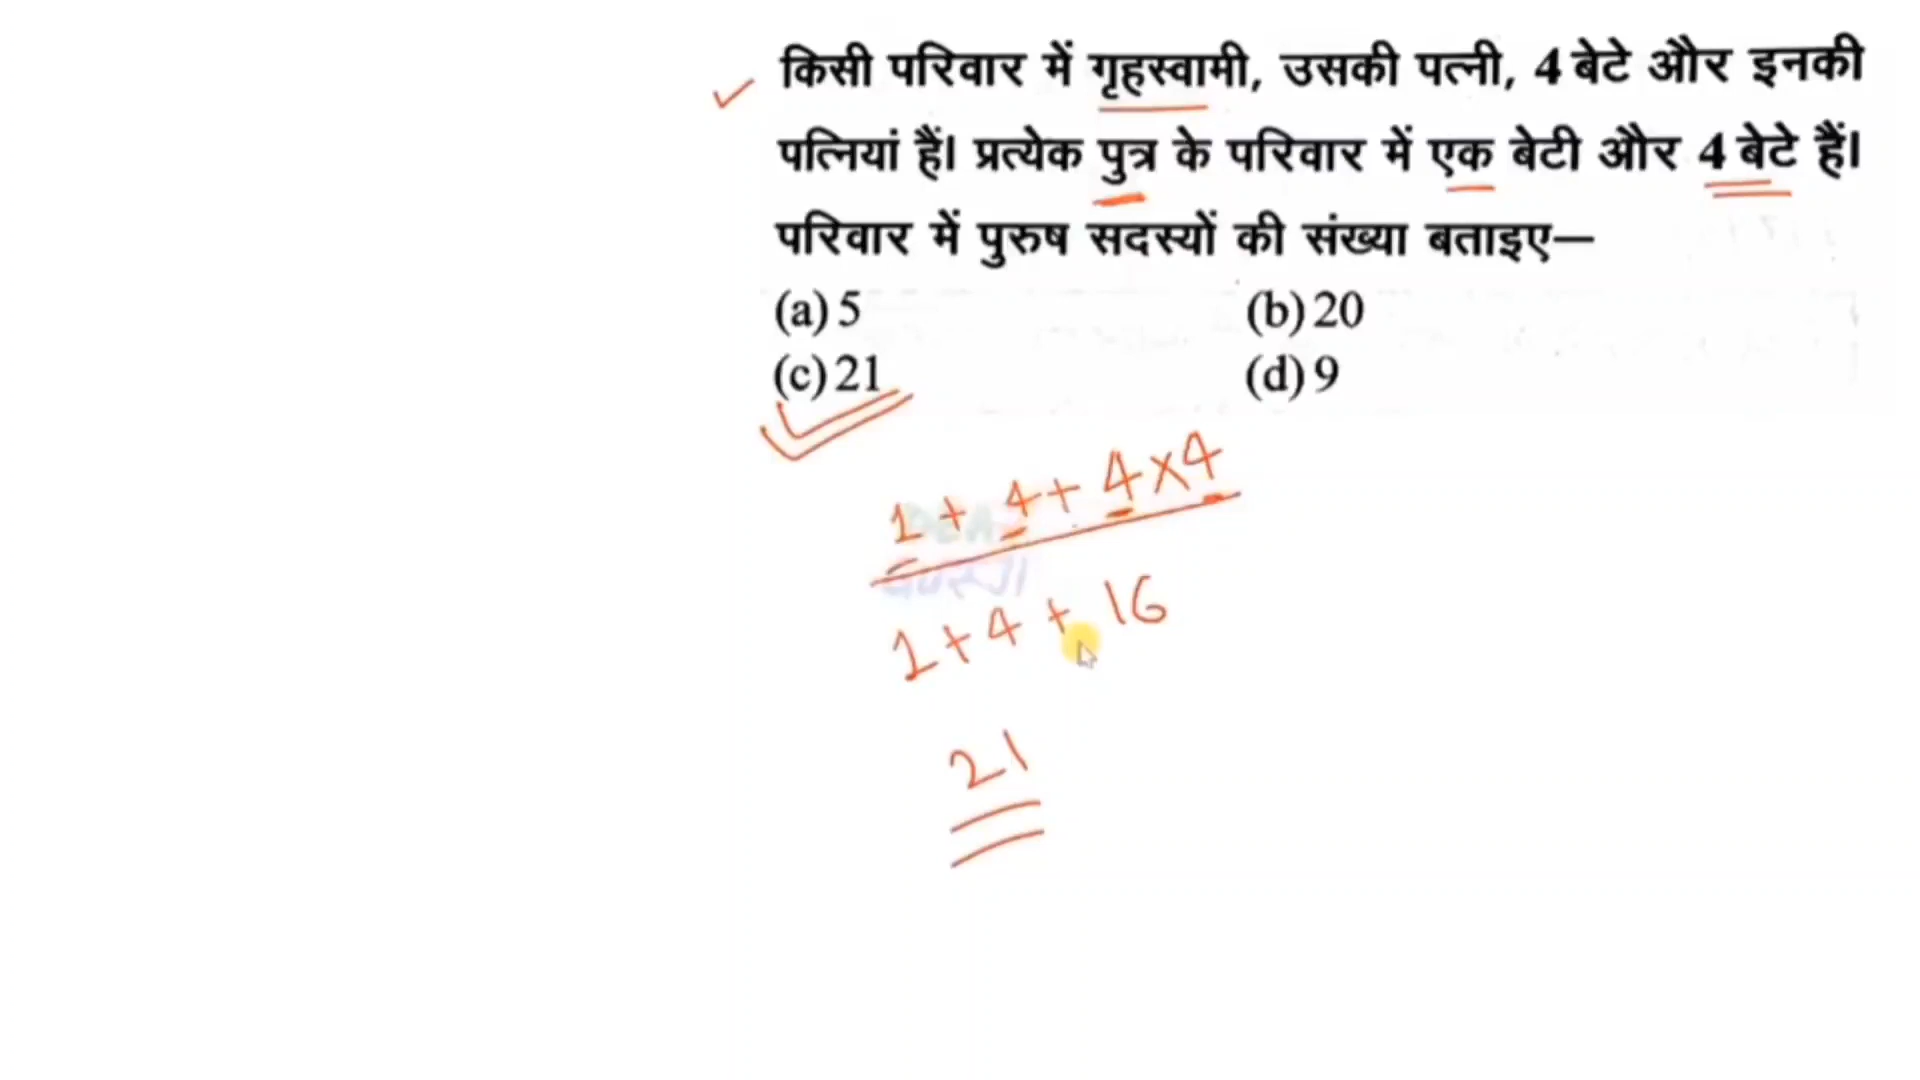 किसी परिवार में गृहस्वामी, उसकी पत्नी, 4 बेटे और इनकी
पत्नियां हैं। प्रत्येक पुत्र के परिवार में एक बेटी और 4 बेटे हैं।
परिवार में पुरुष सदस्यों की संख्या बताइए—
(a) 5 (b) 20
(c) 21 (d) 9
1 + 4 + 4 × 4
1 + 4 + 16
21